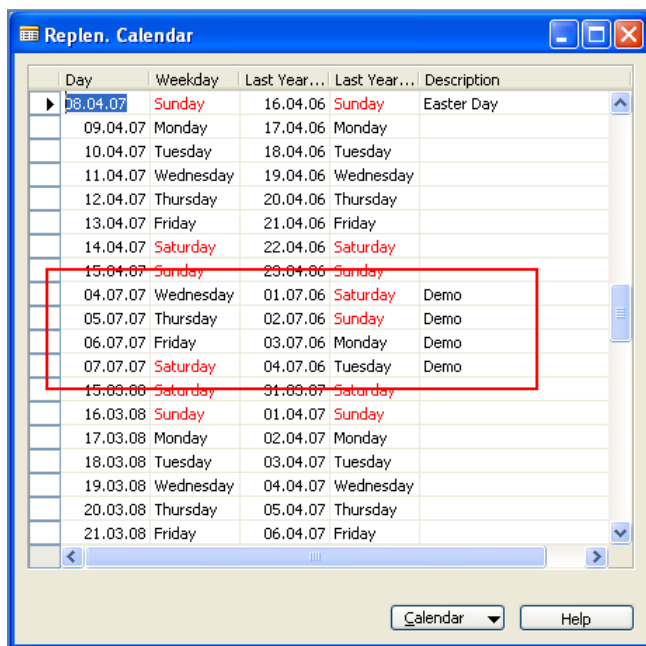 Replen. Calendar
Day Weekday Last Year... Last Year... Description
08.04.07 Sunday 16.04.06 Sunday Easter Day
09.04.07 Monday 17.04.06 Monday
10.04.07 Tuesday 18.04.06 Tuesday
11.04.07 Wednesday 19.04.06 Wednesday
12.04.07 Thursday 20.04.06 Thursday
13.04.07 Friday 21.04.06 Friday
14.04.07 Saturday 22.04.06 Saturday
15.04.07 Sunday 23.04.06 Sunday
04.07.07 Wednesday 01.07.06 Saturday Demo
05.07.07 Thursday 02.07.06 Sunday Demo
06.07.07 Friday 03.07.06 Monday Demo
07.07.07 Saturday 04.07.06 Tuesday Demo
15.03.08 Saturday 31.03.07 Saturday
16.03.08 Sunday 01.04.07 Sunday
17.03.08 Monday 02.04.07 Monday
18.03.08 Tuesday 03.04.07 Tuesday
19.03.08 Wednesday 04.04.07 Wednesday
20.03.08 Thursday 05.04.07 Thursday
21.03.08 Friday 06.04.07 Friday
Calendar Help